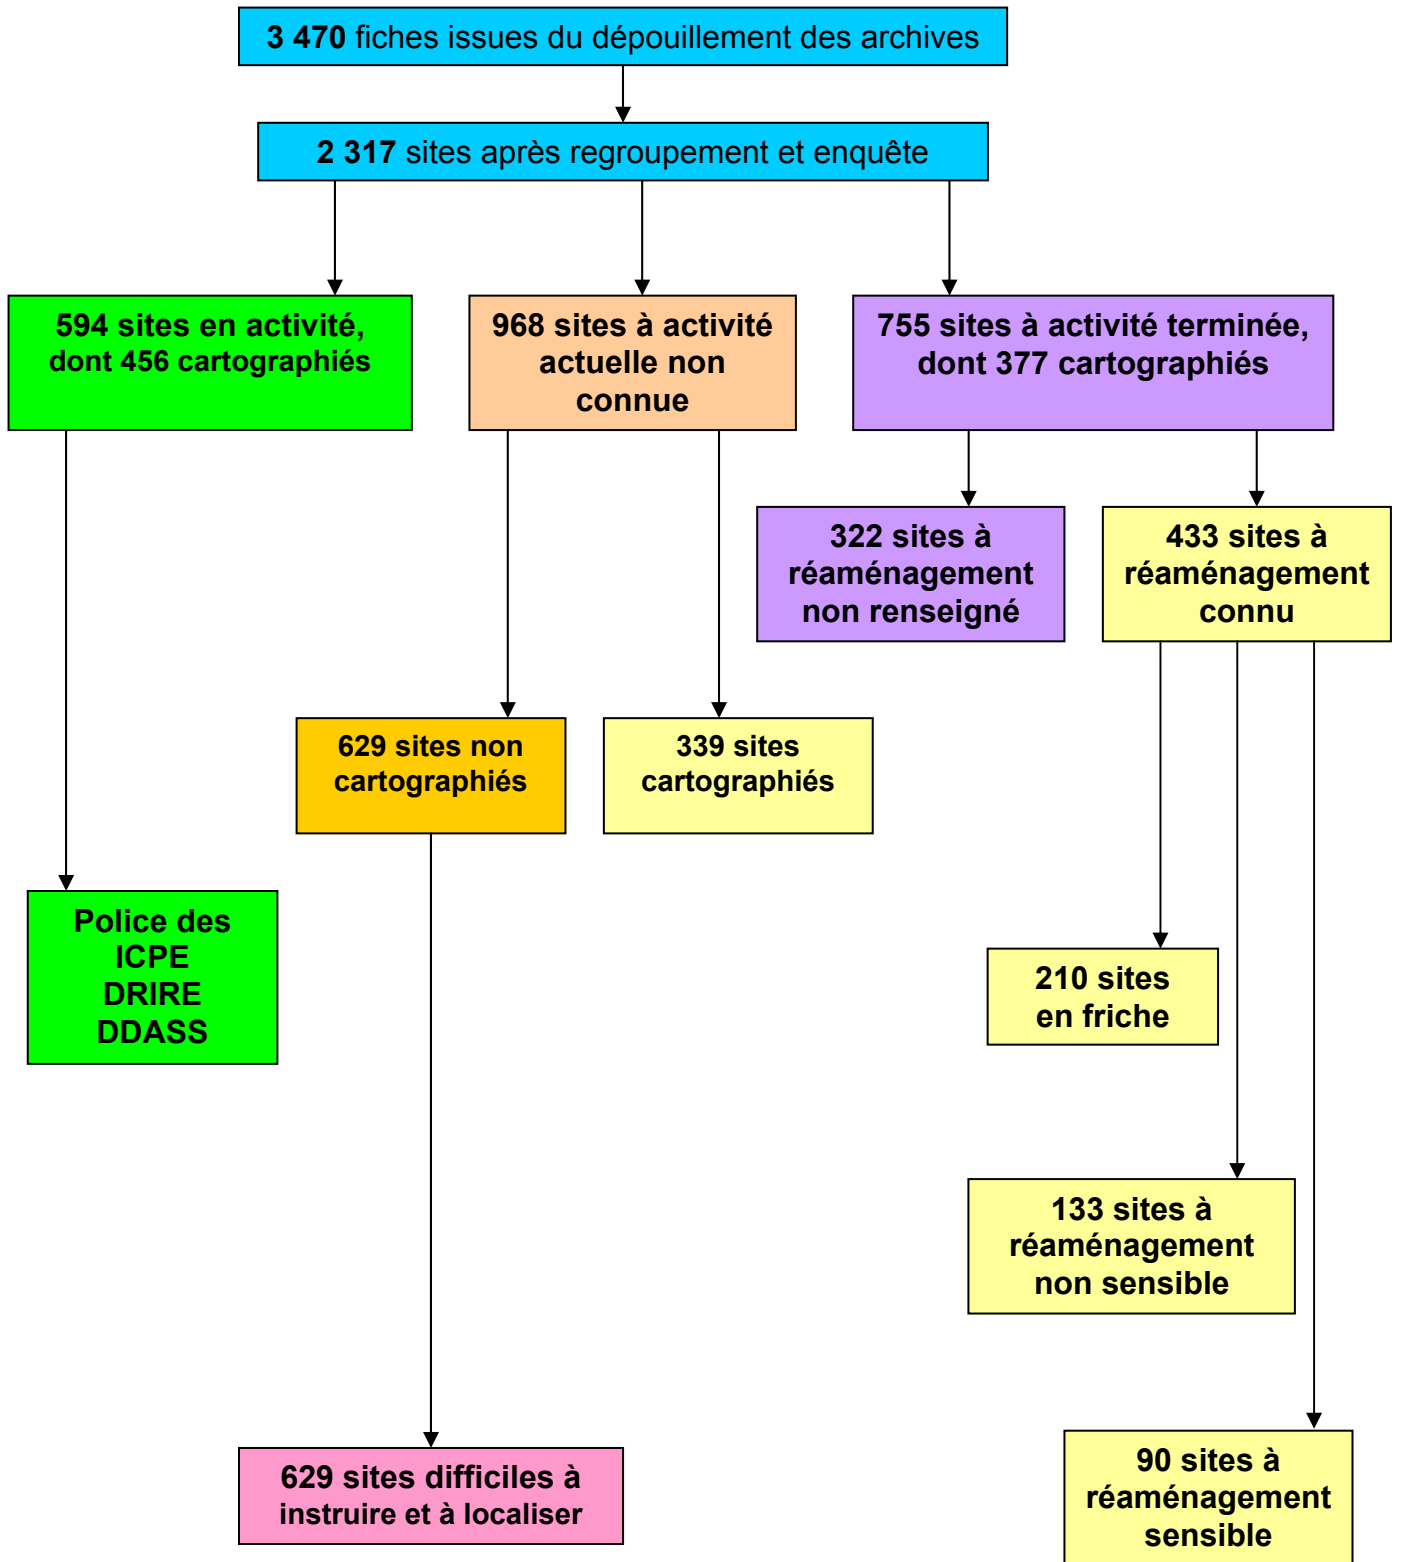 3 470 fiches issues du dépouillement des archives
2 317 sites après regroupement et enquête
594 sites en activité,
dont 456 cartographiés
968 sites à activité
actuelle non
connue
755 sites à activité terminée,
dont 377 cartographiés
322 sites à
réaménagement
non renseigné
433 sites à
réaménagement
connu
629 sites non
cartographiés
339 sites
cartographiés
Police des
ICPE
DRIRE
DDASS
210 sites
en friche
133 sites à
réaménagement
non sensible
629 sites difficiles à
instruire et à localiser
90 sites à
réaménagement
sensible